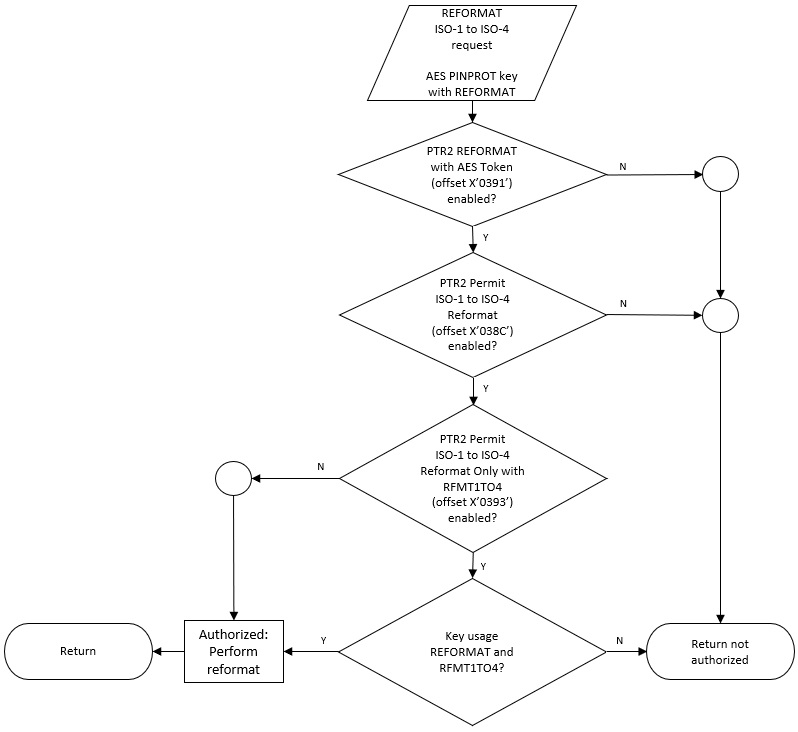 REFORMAT
ISO-1 to ISO-4
request
AES PINPROT key
with REFORMAT
PTR2 REFORMAT
with AES Token
(offset X'0391')
enabled?
N
Y
PTR2 Permit
ISO-1 to ISO-4
Reformat
(offset X'038C')
enabled?
N
Y
PTR2 Permit
ISO-1 to ISO-4
Reformat Only with
RFMT1TO4
(offset X'0393')
enabled?
N
Y
Key usage
REFORMAT and
RFMT1TO4?
Y
N
Authorized:
Perform
reformat
Return
Return not
authorized